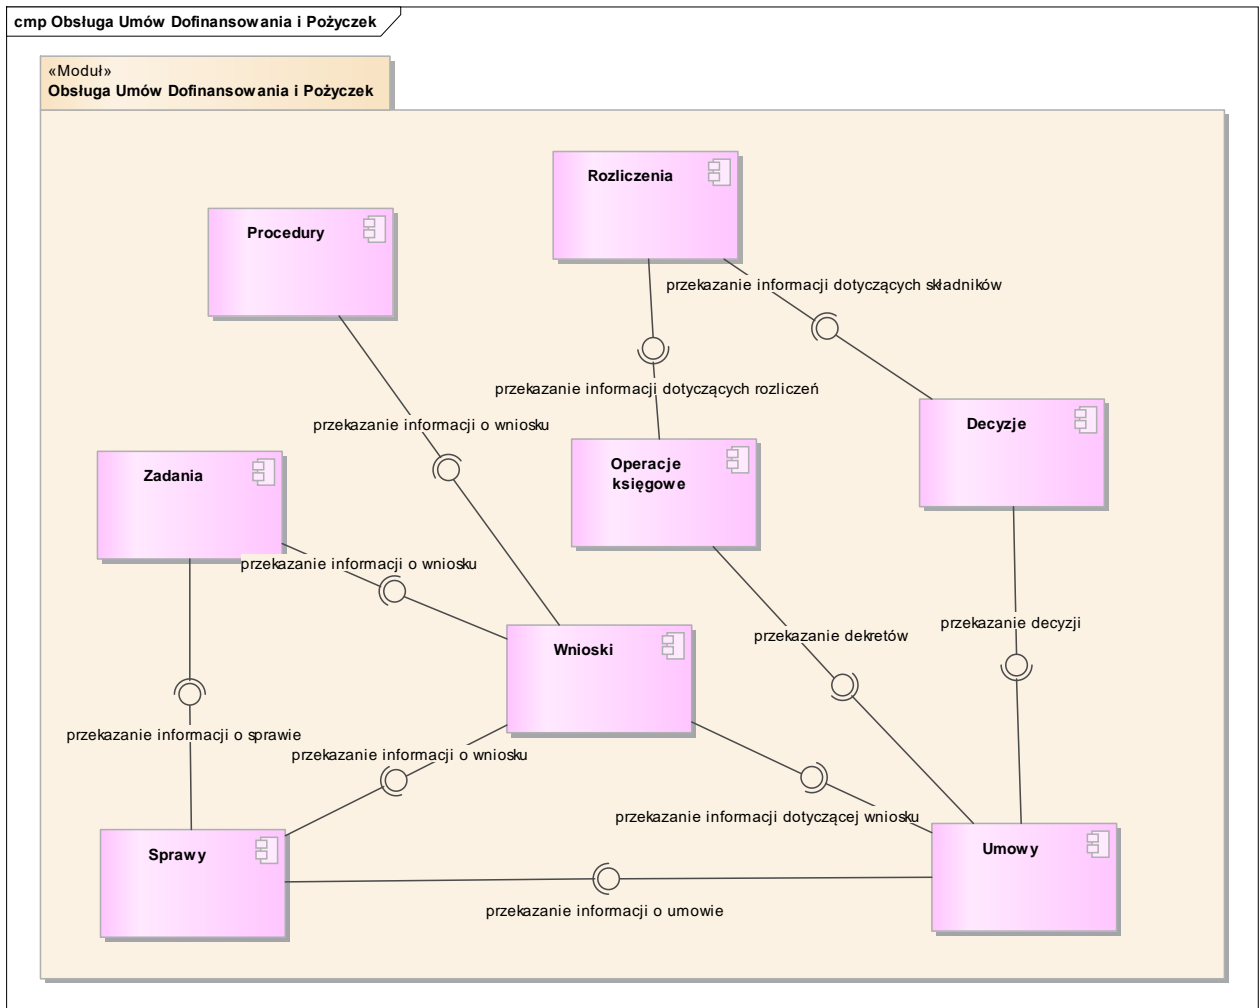 cmp Obsługa Umów Dofinansowania i Pożyczek
«Moduł»
Obsługa Umów Dofinansowania i Pożyczek
Rozliczenia
Procedury
przekazanie informacji dotyczących składników
przekazanie informacji dotyczących rozliczeń
Decyzje
przekazanie informacji o wniosku
Operacje
księgowe
Zadania
przekazanie informacji o wniosku
przekazanie decyzji
przekazanie dekretów
Wnioski
przekazanie informacji o sprawie
przekazanie informacji o wniosku
przekazanie informacji dotyczącej wniosku
Sprawy
Umowy
przekazanie informacji o umowie